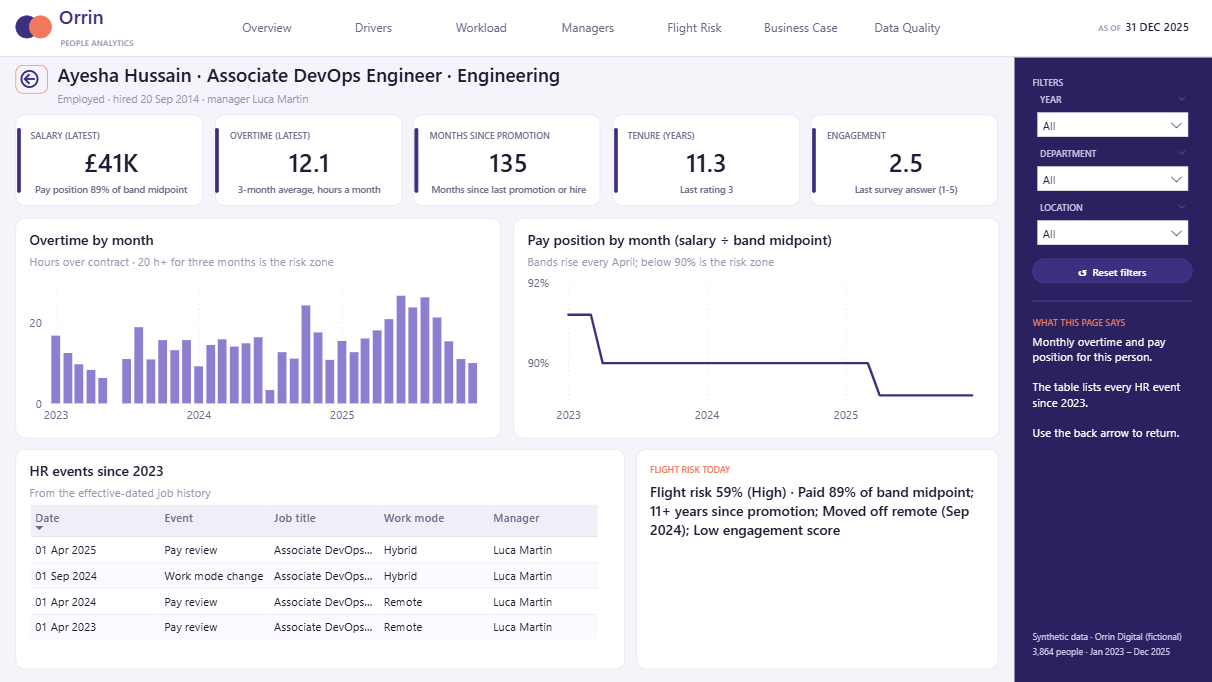 Orrin
PEOPLE ANALYTICS
Overview
Drivers
Workload
Managers
Flight Risk
Business Case
Data Quality
AS OF 31 DEC 2025
Ayesha Hussain · Associate DevOps Engineer · Engineering
Employed · hired 20 Sep 2014 · manager Luca Martin
SALARY (LATEST)
£41K
Pay position 89% of band midpoint
OVERTIME (LATEST)
12.1
3-month average, hours a month
MONTHS SINCE PROMOTION
135
Months since last promotion or hire
TENURE (YEARS)
11.3
Last rating 3
ENGAGEMENT
2.5
Last survey answer (1-5)
Overtime by month
Hours over contract · 20 h+ for three months is the risk zone
20
0
2023
2024
2025
Pay position by month (salary ÷ band midpoint)
Bands rise every April; below 90% is the risk zone
92%
90%
2023
2024
2025
HR events since 2023
From the effective-dated job history
Date Event Job title Work mode Manager
01 Apr 2025 Pay review Associate DevOps... Hybrid Luca Martin
01 Sep 2024 Work mode change Associate DevOps... Hybrid Luca Martin
01 Apr 2024 Pay review Associate DevOps... Remote Luca Martin
01 Apr 2023 Pay review Associate DevOps... Remote Luca Martin
FLIGHT RISK TODAY
Flight risk 59% (High) · Paid 89% of band midpoint;
11+ years since promotion; Moved off remote (Sep
2024); Low engagement score
FILTERS
YEAR
All
DEPARTMENT
All
LOCATION
All
↺ Reset filters
WHAT THIS PAGE SAYS
Monthly overtime and pay
position for this person.
The table lists every HR event
since 2023.
Use the back arrow to return.
Synthetic data · Orrin Digital (fictional)
3,864 people · Jan 2023 – Dec 2025